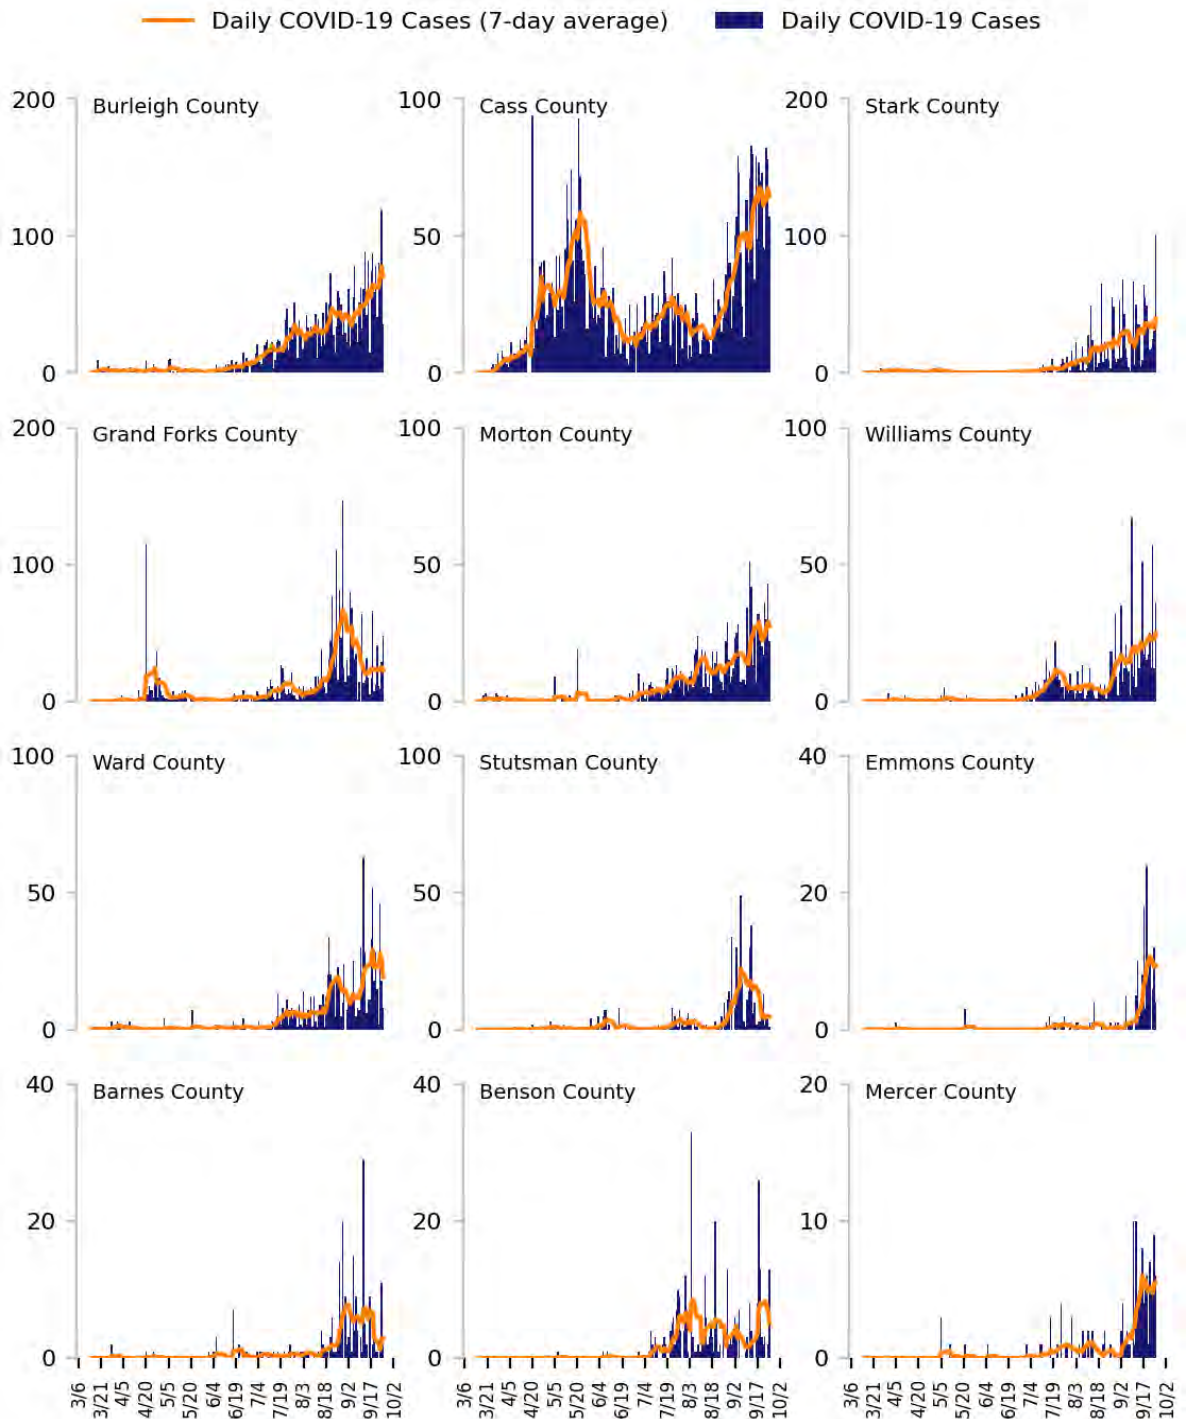 Daily COVID-19 Cases (7-day average) Daily COVID-19 Cases
200 Burleigh County 100 Cass County 200 Stark County
100 50 100
0 0 0
200 Grand Forks County 100 Morton County 100 Williams County
100 50 50
0 0 0
100 Ward County 100 Stutsman County 40 Emmons County
50 50 20
0 0 0
40 Barnes County 40 Benson County 20 Mercer County
20 20 10
0 0 0
3/6 3/21 4/5 4/20 5/5 5/20 6/4 6/19 7/4 7/19 8/3 8/18 9/2 9/17 10/2 3/6 3/21 4/5 4/20 5/5 5/20 6/4 6/19 7/4 7/19 8/3 8/18 9/2 9/17 10/2 3/6 3/21 4/5 4/20 5/5 5/20 6/4 6/19 7/4 7/19 8/3 8/18 9/2 9/17 10/2